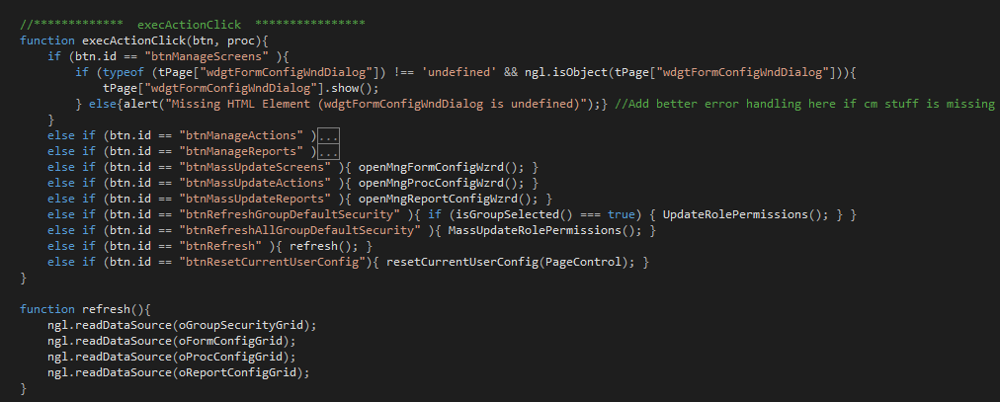 //*************  execActionClick  ****************
function execActionClick(btn, proc){
if (btn.id == "btnManageScreens" ){
if (typeof (tPage["wdgtFormConfigWndDialog"]) !== 'undefined' && ngl.isObject(tPage["wdgtFormConfigWndDialog"])){
tPage["wdgtFormConfigWndDialog"].show();
} else{alert("Missing HTML Element (wdgtFormConfigWndDialog is undefined)");} //Add better error handling here if cm stuff is missing
}
else if (btn.id == "btnManageActions" )...
else if (btn.id == "btnManageReports" )...
else if (btn.id == "btnMassUpdateScreens" ){ openMngFormConfigWzrd(); }
else if (btn.id == "btnMassUpdateActions" ){ openMngProcConfigWzrd(); }
else if (btn.id == "btnMassUpdateReports" ){ openMngReportConfigWzrd(); }
else if (btn.id == "btnRefreshGroupDefaultSecurity" ){ if (isGroupSelected() === true) { UpdateRolePermissions(); } }
else if (btn.id == "btnRefreshAllGroupDefaultSecurity" ){ MassUpdateRolePermissions(); }
else if (btn.id == "btnRefresh" ){ refresh(); }
else if (btn.id == "btnResetCurrentUserConfig"){ resetCurrentUserConfig(PageControl); }
}
function refresh(){
ngl.readDataSource(oGroupSecurityGrid);
ngl.readDataSource(oFormConfigGrid);
ngl.readDataSource(oProcConfigGrid);
ngl.readDataSource(oReportConfigGrid);
}